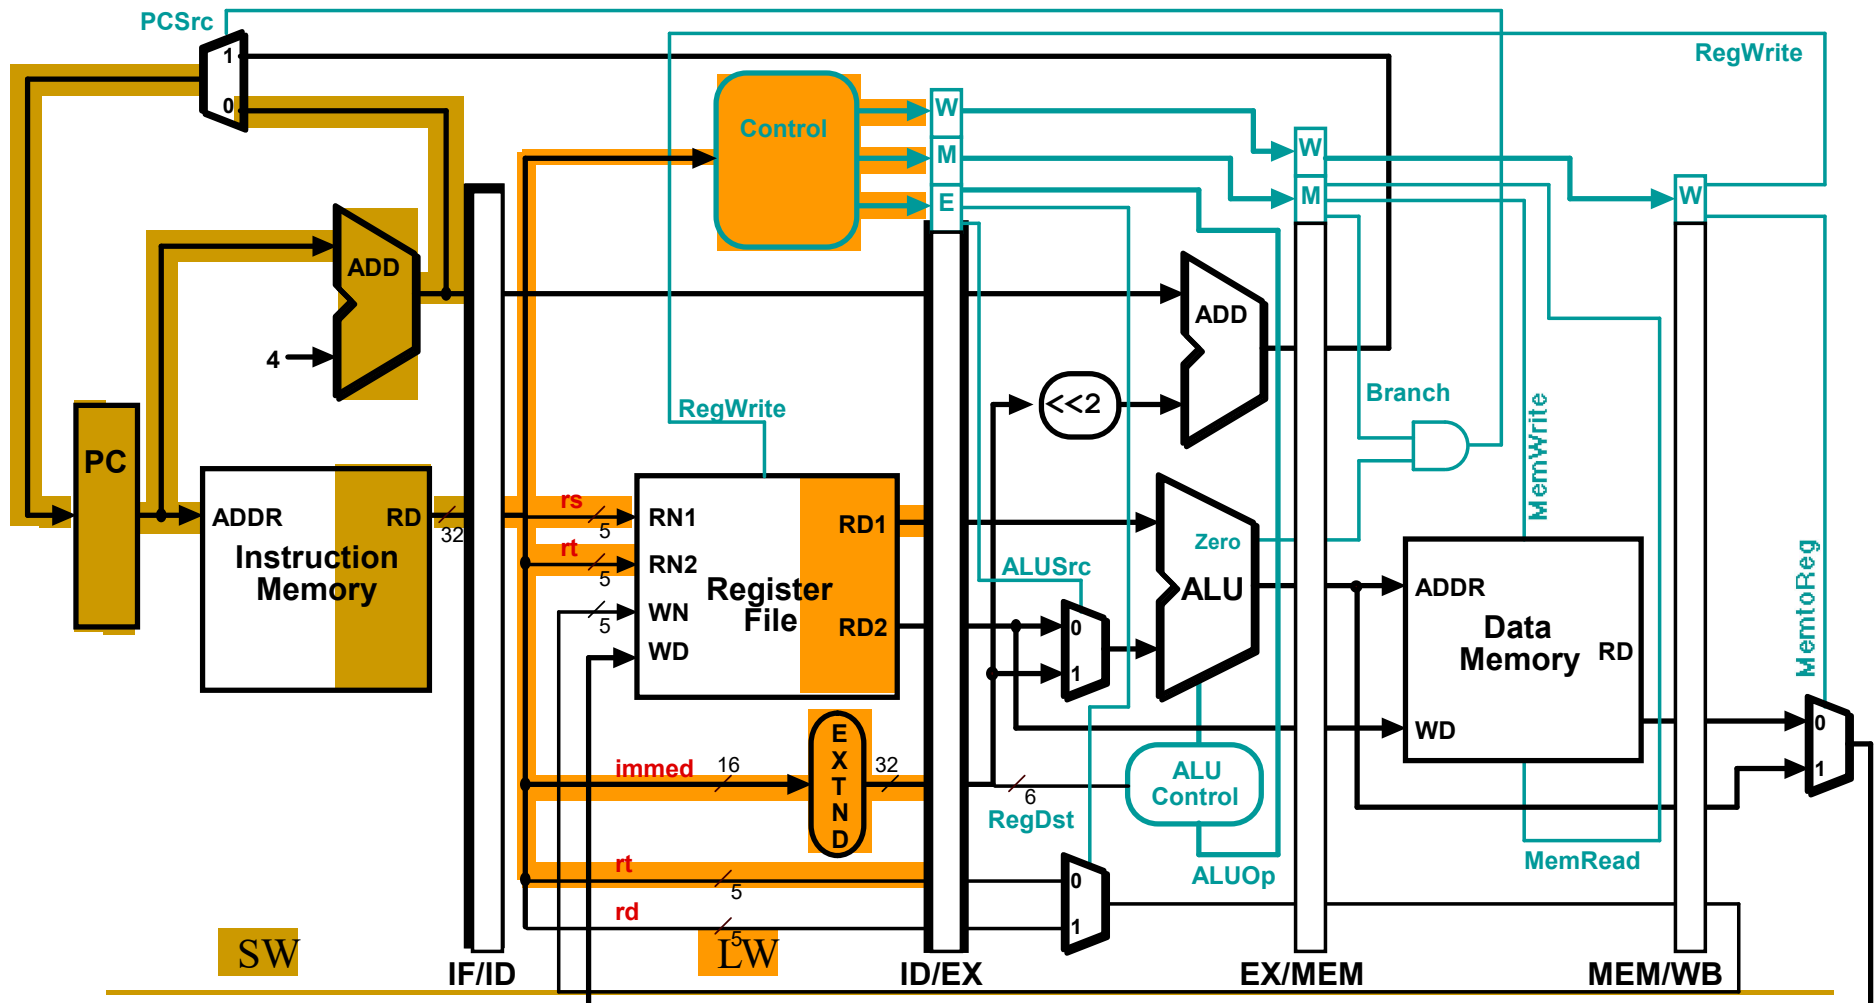 PCSrc
1
0
RegWrite
Control
W
M
E
W
M
W
ADD
4
ADD
<<2
Branch
MemWrite
MemtoReg
PC
RegWrite
ADDR
RD
32
Instruction
Memory
rs
5
RN1
rt
5
RN2
5
WN
WD
Register
File
RD1
RD2
ALUSrc
0
1
Zero
ALU
ADDR
Data
Memory
RD
WD
0
1
immed
16
E
X
T
N
D
32
6
ALU
Control
RegDst
ALUOp
MemRead
rt
5
0
rd
5
1
SW
LW
IF/ID
ID/EX
EX/MEM
MEM/WB